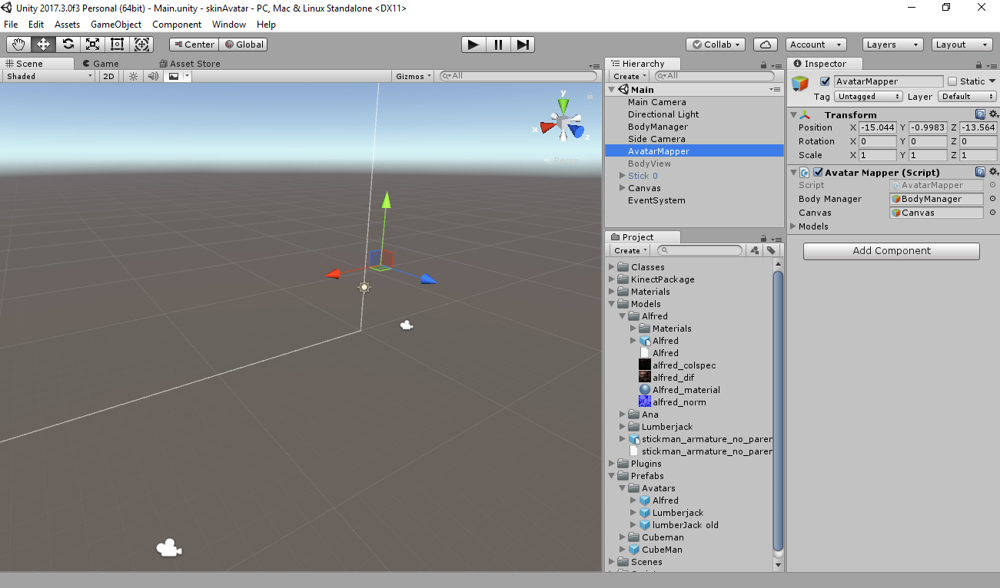 Unity 2017.3.0f3 Personal (64bit) - Main.unity - skinAvatar - PC, Mac & Linux Standalone <DX11>
File Edit Assets GameObject Component Window Help
Center Global Collab Account Layers Layout
Scene Game Asset Store
Shaded 2D Gizmos All
y
x
z
Persp
Hierarchy
Create All
Main
Main Camera
Directional Light
BodyManager
Side Camera
AvatarMapper
BodyView
Stick 0
Canvas
EventSystem
Project
Create
Classes
KinectPackage
Materials
Models
Alfred
Materials
Alfred
Alfred
alfred_colspec
alfred_dif
Alfred_material
alfred_norm
Ana
Lumberjack
stickman_armature_no_paren
stickman_armature_no_paren
Plugins
Prefabs
Avatars
Alfred
Lumberjack
lumberJack old
Cubeman
CubeMan
Scenes
Inspector
AvatarMapper Static
Tag Untagged Layer Default
Transform
Position X -15.044 Y -0.9983 Z -13.564
Rotation X 0 Y 0 Z 0
Scale X 1 Y 1 Z 1
Avatar Mapper (Script)
Script AvatarMapper
Body Manager BodyManager
Canvas Canvas
Models
Add Component